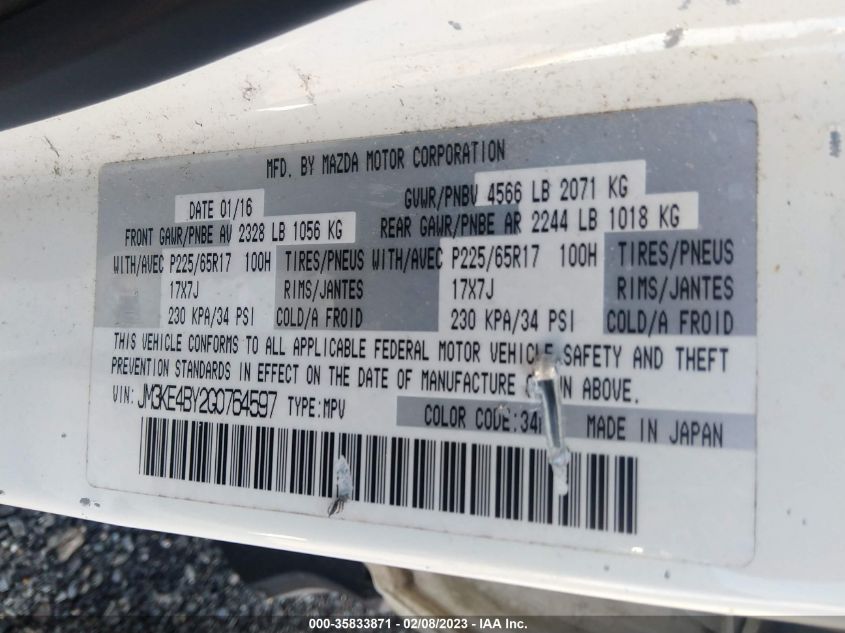 MFD. BY MAZDA MOTOR CORPORATION
DATE 01/16 GVWR/PNBV 4566 LB 2071 KG
FRONT GAWR/PNBE AV 2328 LB 1056 KG REAR GAWR/PNBE AR 2244 LB 1018 KG
WITH/AVEC P225/65R17 100H TIRES/PNEUS WITH/AVEC P225/65R17 100H TIRES/PNEUS
17X7J RIMS/JANTES 17X7J RIMS/JANTES
230 KPA/34 PSI COLD/A FROID 230 KPA/34 PSI COLD/A FROID
THIS VEHICLE CONFORMS TO ALL APPLICABLE FEDERAL MOTOR VEHICLE SAFETY AND THEFT
PREVENTION STANDARDS IN EFFECT ON THE DATE OF MANUFACTURE ABOVE.
VIN: JM3KE4BY2G0764597 TYPE:MPV COLOR CODE: MADE IN JAPAN
000-35833871 - 02/08/2023 - IAA Inc.